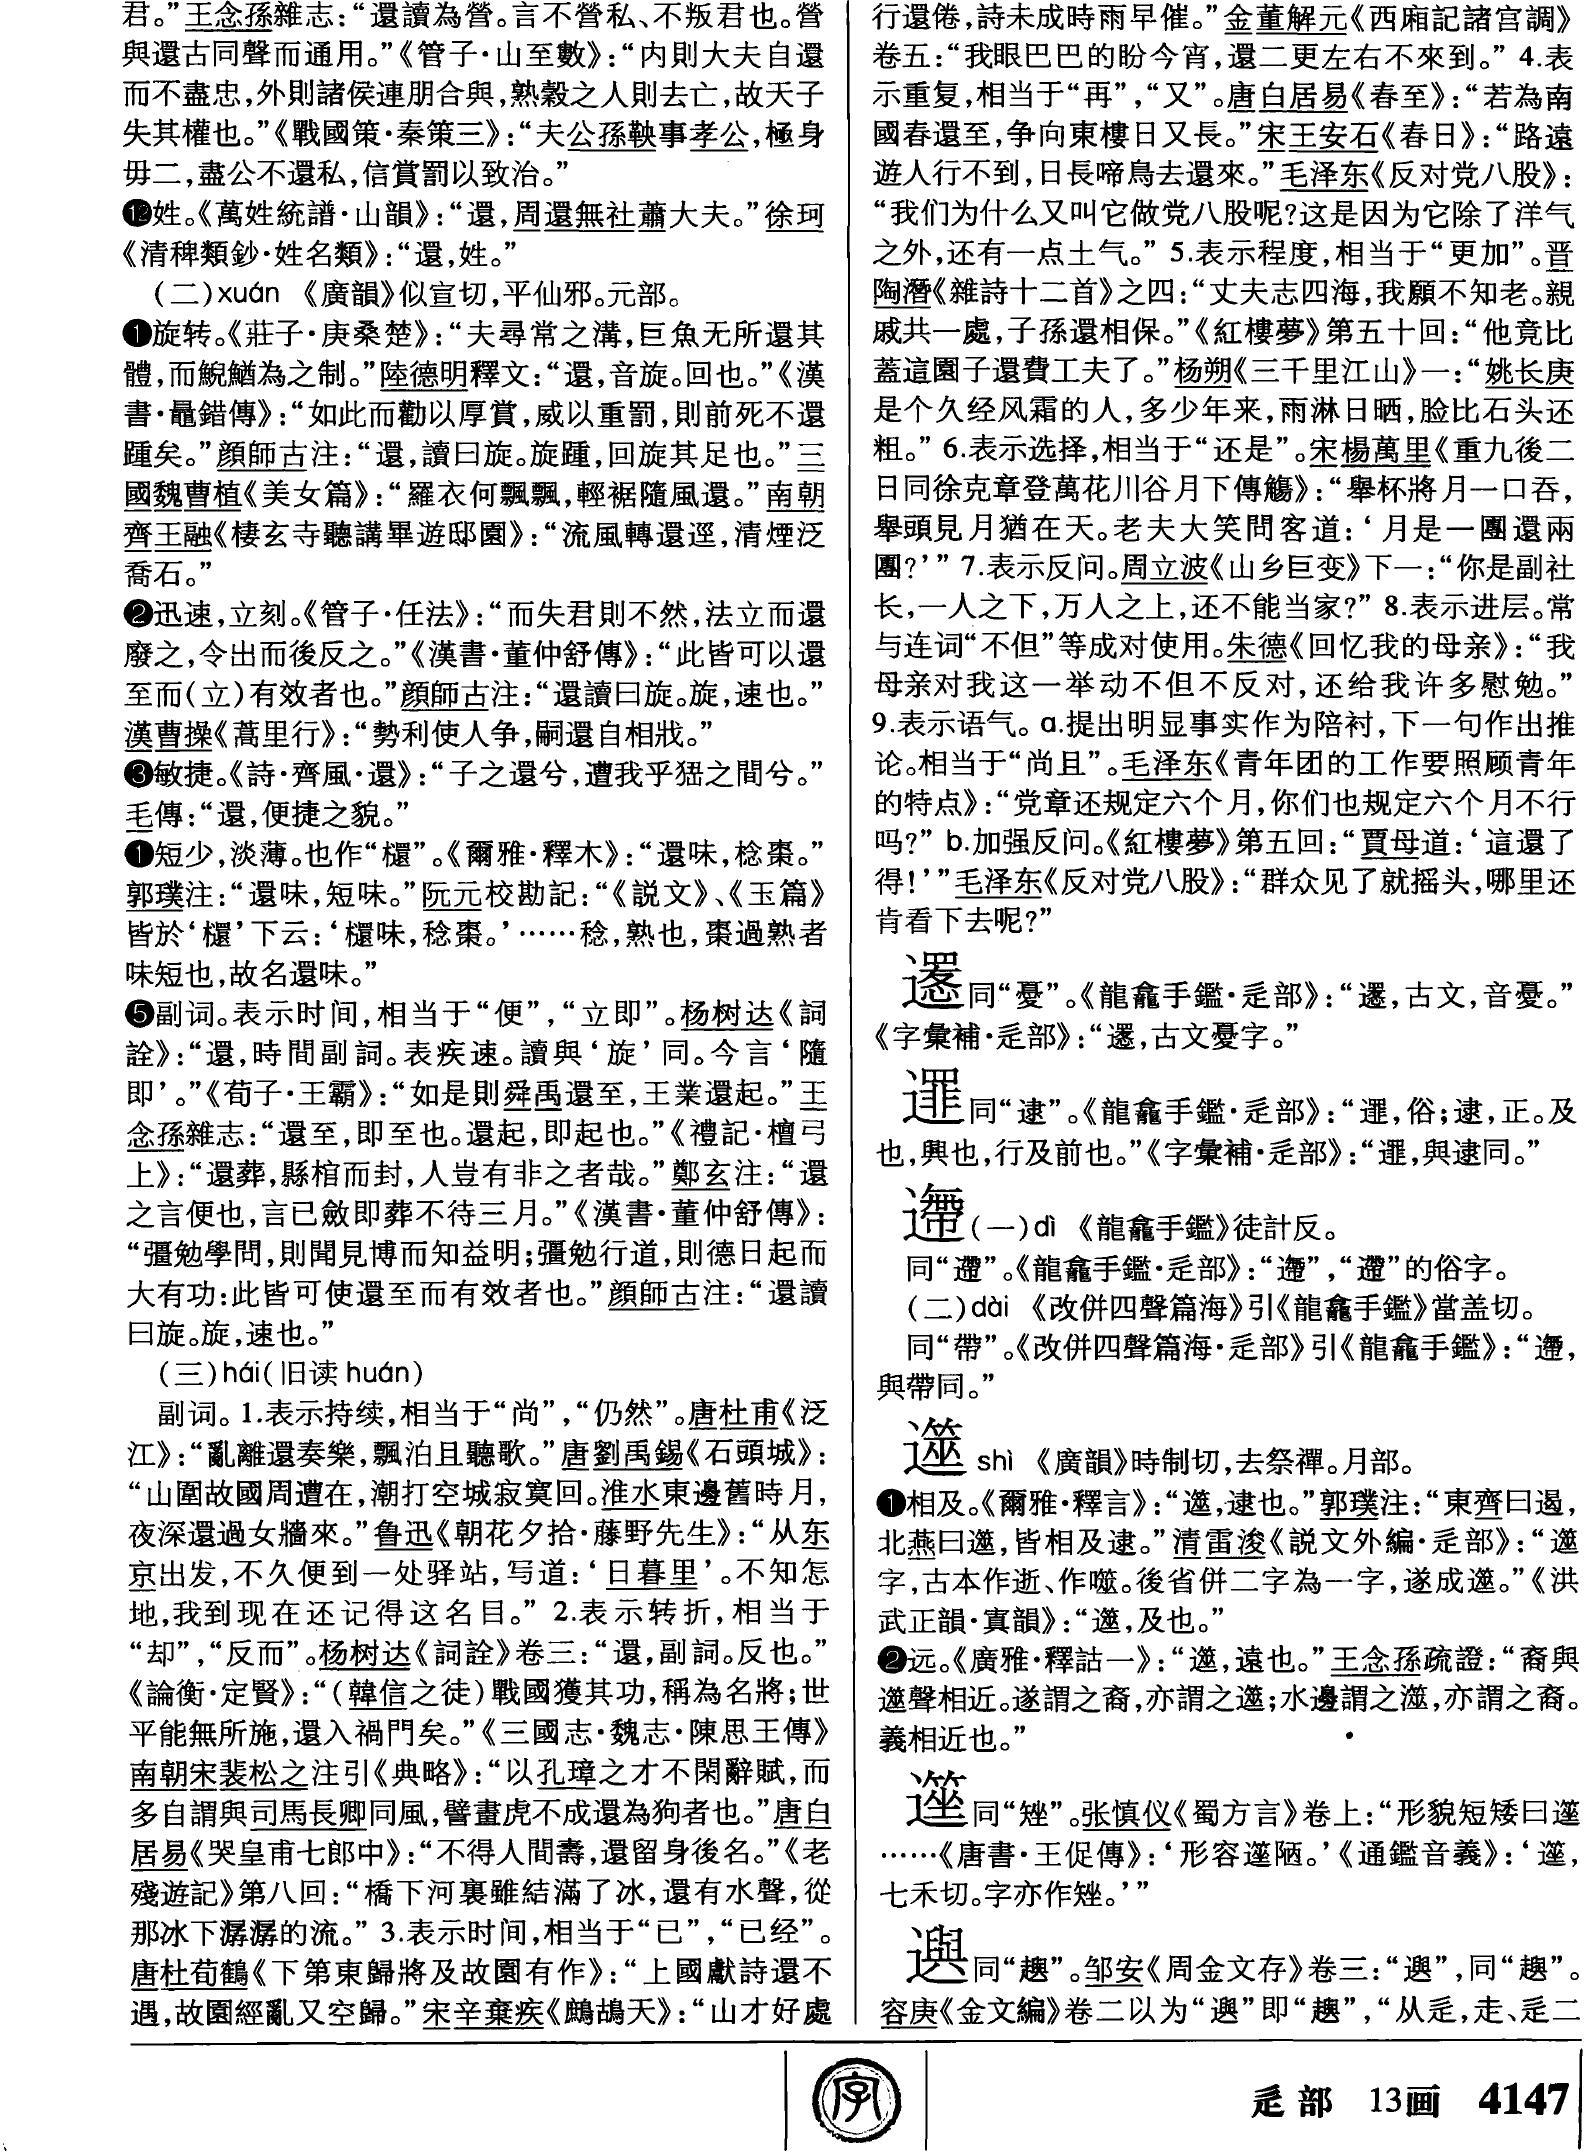 君。”王念孫雜志：“還讀為營。言不營私、不叛君也。營
與還古同聲而通用。”《管子·山至數》：“内則大夫自還
而不盡忠，外則諸侯連朋合與，熟穀之人則去亡，故天子
失其權也。”《戰國策·秦策三》：“夫公孫鞅事孝公，極身
毋二，盡公不還私，信賞罰以致治。”
⓬姓。《萬姓統譜·山韻》：“還，周還無社蕭大夫。”徐珂
《清稗類鈔·姓名類》：“還，姓。”
（二）xuán 《廣韻》似宣切，平仙邪。元部。
❶旋转。《莊子·庚桑楚》：“夫尋常之溝，巨魚无所還其
體，而鯢鰌為之制。”陸德明釋文：“還，音旋。回也。”《漢
書·鼂錯傳》：“如此而勸以厚賞，威以重罰，則前死不還
踵矣。”顔師古注：“還，讀曰旋。旋踵，回旋其足也。”三
國魏曹植《美女篇》：“羅衣何飄飄，輕裾隨風還。”南朝
齊王融《棲玄寺聽講畢遊邸園》：“流風轉還逕，清煙泛
喬石。”
❷迅速，立刻。《管子·任法》：“而失君則不然，法立而還
廢之，令出而後反之。”《漢書·董仲舒傳》：“此皆可以還
至而（立）有效者也。”顔師古注：“還讀曰旋。旋，速也。”
漢曹操《蒿里行》：“勢利使人争，嗣還自相戕。”
❸敏捷。《詩·齊風·還》：“子之還兮，遭我乎峱之間兮。”
毛傳：“還，便捷之貌。”
❶短少，淡薄。也作“檈”。《爾雅·釋木》：“還味，棯棗。”
郭璞注：“還味，短味。”阮元校勘記：“《説文》、《玉篇》
皆於‘檈’下云：‘檈味，稔棗。’……稔，熟也，棗過熟者
味短也，故名還味。”
❺副词。表示时间，相当于“便”，“立即”。杨树达《詞
詮》：“還，時間副詞。表疾速。讀與‘旋’同。今言‘隨
即’。”《荀子·王霸》：“如是則舜禹還至，王業還起。”王
念孫雜志：“還至，即至也。還起，即起也。”《禮記·檀弓
上》：“還葬，縣棺而封，人豈有非之者哉。”鄭玄注：“還
之言便也，言已斂即葬不待三月。”《漢書·董仲舒傳》：
“彊勉學問，則聞見博而知益明；彊勉行道，則德日起而
大有功：此皆可使還至而有效者也。”顔師古注：“還讀
曰旋。旋，速也。”
（三）hái（旧读huán）
副词。1.表示持续，相当于“尚”，“仍然”。唐杜甫《泛
江》：“亂離還奏樂，飄泊且聽歌。”唐劉禹錫《石頭城》：
“山圍故國周遭在，潮打空城寂寞回。淮水東邊舊時月，
夜深還過女牆來。”鲁迅《朝花夕拾·藤野先生》：“从东
京出发，不久便到一处驿站，写道：‘日暮里’。不知怎
地，我到现在还记得这名目。” 2.表示转折，相当于
“却”，“反而”。杨树达《詞詮》卷三：“還，副詞。反也。”
《論衡·定賢》：“（韓信之徒）戰國獲其功，稱為名將；世
平能無所施，還入禍門矣。”《三國志·魏志·陳思王傳》
南朝宋裴松之注引《典略》：“以孔璋之才不閑辭賦，而
多自謂與司馬長卿同風，譬畫虎不成還為狗者也。”唐白
居易《哭皇甫七郎中》：“不得人間壽，還留身後名。”《老
殘遊記》第八回：“橋下河裏雖結滿了冰，還有水聲，從
那冰下潺潺的流。” 3.表示时间，相当于“已”，“已经”。
唐杜荀鶴《下第東歸將及故園有作》：“上國獻詩還不
遇，故園經亂又空歸。”宋辛棄疾《鷓鴣天》：“山才好處
行還倦，詩未成時雨早催。”金董解元《西廂記諸宫調》
卷五：“我眼巴巴的盼今宵，還二更左右不來到。” 4.表
示重复，相当于“再”，“又”。唐白居易《春至》：“若為南
國春還至，争向東樓日又長。”宋王安石《春日》：“路遠
遊人行不到，日長啼鳥去還來。”毛泽东《反对党八股》：
“我们为什么又叫它做党八股呢？这是因为它除了洋气
之外，还有一点土气。” 5.表示程度，相当于“更加”。晋
陶潛《雜詩十二首》之四：“丈夫志四海，我願不知老。親
戚共一處，子孫還相保。”《紅樓夢》第五十回：“他竟比
蓋這園子還費工夫了。”杨朔《三千里江山》一：“姚长庚
是个久经风霜的人，多少年来，雨淋日晒，脸比石头还
粗。” 6.表示选择，相当于“还是”。宋楊萬里《重九後二
日同徐克章登萬花川谷月下傳觴》：“舉杯將月一口吞，
舉頭見月猶在天。老夫大笑問客道：‘月是一團還兩
團？’” 7.表示反问。周立波《山乡巨变》下一：“你是副社
长，一人之下，万人之上，还不能当家？” 8.表示进层。常
与连词“不但”等成对使用。朱德《回忆我的母亲》：“我
母亲对我这一举动不但不反对，还给我许多慰勉。”
9.表示语气。a.提出明显事实作为陪衬，下一句作出推
论。相当于“尚且”。毛泽东《青年团的工作要照顾青年
的特点》：“党章还规定六个月，你们也规定六个月不行
吗？” b.加强反问。《紅樓夢》第五回：“賈母道：‘這還了
得！’”毛泽东《反对党八股》：“群众见了就摇头，哪里还
肯看下去呢？”
同“憂”。《龍龕手鑑·辵部》：“，古文，音憂。”
《字彙補·辵部》：“，古文憂字。”
同“逮”。《龍龕手鑑·辵部》：“，俗；逮，正。及
也，興也，行及前也。”《字彙補·辵部》：“，與逮同。”
（一）dì 《龍龕手鑑》徒計反。
同“遰”。《龍龕手鑑·辵部》：“”，“遰”的俗字。
（二）dài 《改併四聲篇海》引《龍龕手鑑》當盖切。
同“帶”。《改併四聲篇海·辵部》引《龍龕手鑑》：“，
與帶同。”
遾 shì 《廣韻》時制切，去祭禪。月部。
❶相及。《爾雅·釋言》：“遾，逮也。”郭璞注：“東齊曰遏，
北燕曰遾，皆相及逮。”清雷浚《説文外編·辵部》：“遾
字，古本作逝、作噬。後省併二字為一字，遂成遾。”《洪
武正韻·寘韻》：“遾，及也。”
❷远。《廣雅·釋詁一》：“遾，遠也。”王念孫疏證：“裔與
遾聲相近。遂謂之裔，亦謂之遾；水邊謂之澨，亦謂之裔。
義相近也。”
同“矬”。张慎仪《蜀方言》卷上：“形貌短矮曰
……《唐書·王伾傳》：‘形容陋。’《通鑑音義》：‘，
七禾切。字亦作矬。’”
同“趣”。邹安《周金文存》卷三：“”，同“”。
容庚《金文編》卷二以为“”即“”，“从辵，走、辵二
辵部 13画 4147